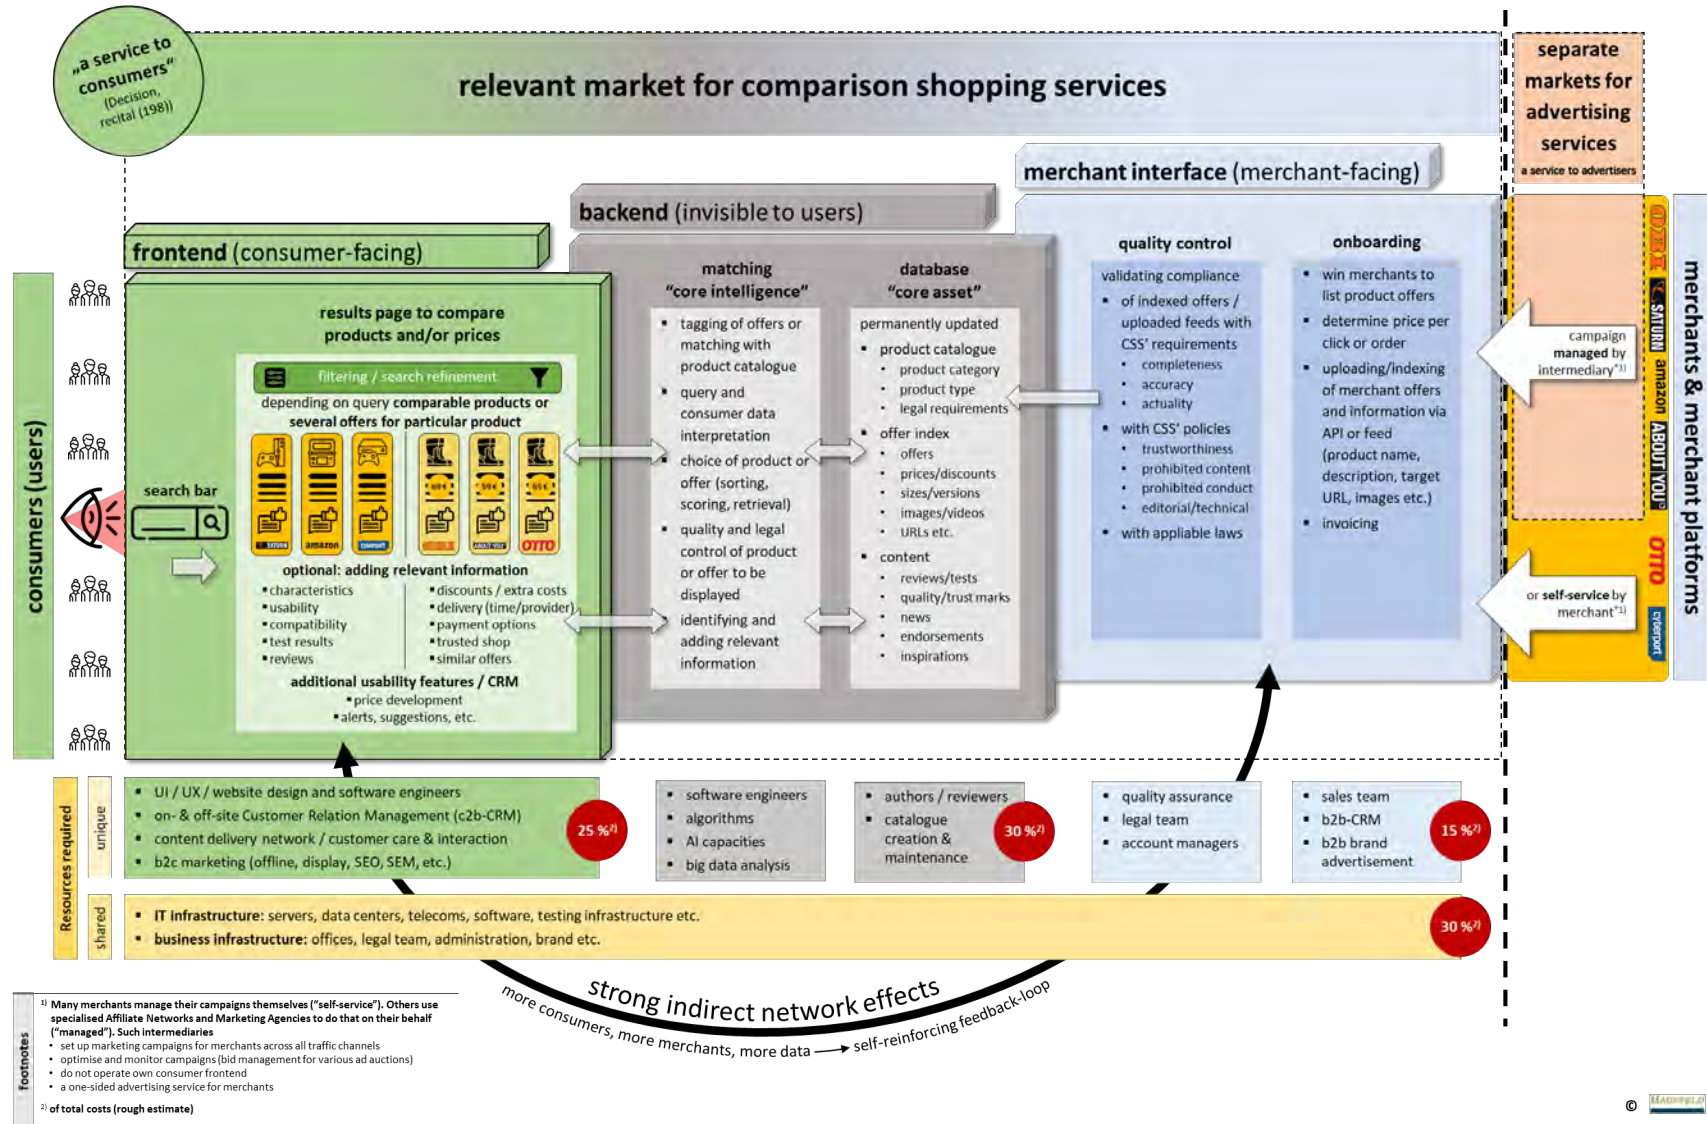 „a service to
consumers“
(Decision,
recital (198))
relevant market for comparison shopping services
separate
markets for
advertising
services
a service to advertisers
merchant interface (merchant-facing)
backend (invisible to users)
frontend (consumer-facing)
consumers (users)
search bar
results page to compare
products and/or prices
filtering / search refinement
depending on query comparable products or
several offers for particular product
69 €
59 €
65 €
SATURN
amazon
cyberport
ABOUT YOU
OTTO
optional: adding relevant information
▪ characteristics
▪ usability
▪ compatibility
▪ test results
▪ reviews
▪ discounts / extra costs
▪ delivery (time/provider)
▪ payment options
▪ trusted shop
▪ similar offers
additional usability features / CRM
▪ price development
▪ alerts, suggestions, etc.
matching
“core intelligence”
▪ tagging of offers or
matching with
product catalogue
▪ query and
consumer data
interpretation
▪ choice of product or
offer (sorting,
scoring, retrieval)
▪ quality and legal
control of product
or offer to be
displayed
▪ identifying and
adding relevant
information
database
“core asset”
permanently updated
▪ product catalogue
• product category
• product type
• legal requirements
▪ offer index
• offers
• prices/discounts
• sizes/versions
• images/videos
• URLs etc.
▪ content
• reviews/tests
• quality/trust marks
• news
• endorsements
• inspirations
quality control
validating compliance
▪ of indexed offers /
uploaded feeds with
CSS’ requirements
• completeness
• accuracy
• actuality
▪ with CSS’ policies
• trustworthiness
• prohibited content
• prohibited conduct
• editorial/technical
▪ with appliable laws
onboarding
▪ win merchants to
list product offers
▪ determine price per
click or order
▪ uploading/indexing
of merchant offers
and information via
API or feed
(product name,
description, target
URL, images etc.)
▪ invoicing
campaign
managed by
intermediary*1)
or self-service by
merchant*1)
SATURN
amazon
ABOUT YOU
OTTO
cyberport
merchants & merchant platforms
Resources required
unique
▪ UI / UX / website design and software engineers
▪ on- & off-site Customer Relation Management (c2b-CRM)
▪ content delivery network / customer care & interaction
▪ b2c marketing (offline, display, SEO, SEM, etc.)
25 %2)
▪ software engineers
▪ algorithms
▪ AI capacities
▪ big data analysis
▪ authors / reviewers
▪ catalogue
creation &
maintenance
30 %2)
▪ quality assurance
▪ legal team
▪ account managers
▪ sales team
▪ b2b-CRM
▪ b2b brand
advertisement
15 %2)
shared
▪ IT infrastructure: servers, data centers, telecoms, software, testing infrastructure etc.
▪ business infrastructure: offices, legal team, administration, brand etc.
30 %2)
strong indirect network effects
more consumers, more merchants, more data → self-reinforcing feedback-loop
footnotes
1) Many merchants manage their campaigns themselves (“self-service”). Others use
specialised Affiliate Networks and Marketing Agencies to do that on their behalf
(“managed”). Such intermediaries
• set up marketing campaigns for merchants across all traffic channels
• optimise and monitor campaigns (bid management for various ad auctions)
• do not operate own consumer frontend
• a one-sided advertising service for merchants
2) of total costs (rough estimate)
©
HAUSFELD